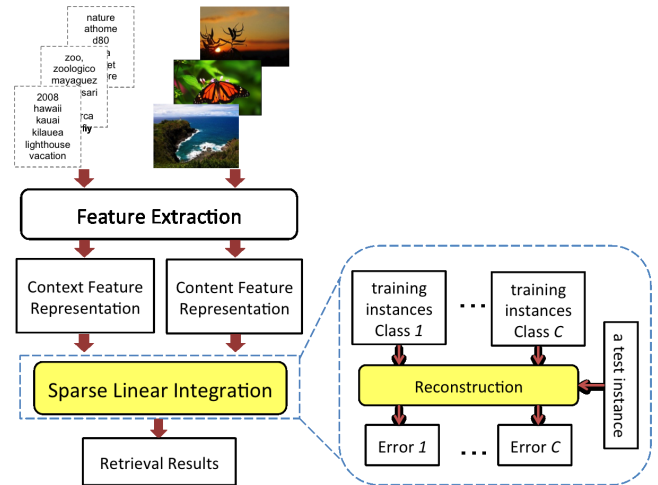 nature
athome
d80
zoo,
zoologico
mayaguez
2008
hawaii
kauai
kilauea
lighthouse
vacation
Feature Extraction
Context Feature
Representation
Content Feature
Representation
Sparse Linear Integration
Retrieval Results
training
instances
Class 1
...
training
instances
Class C
a test instance
Reconstruction
Error 1
...
Error C